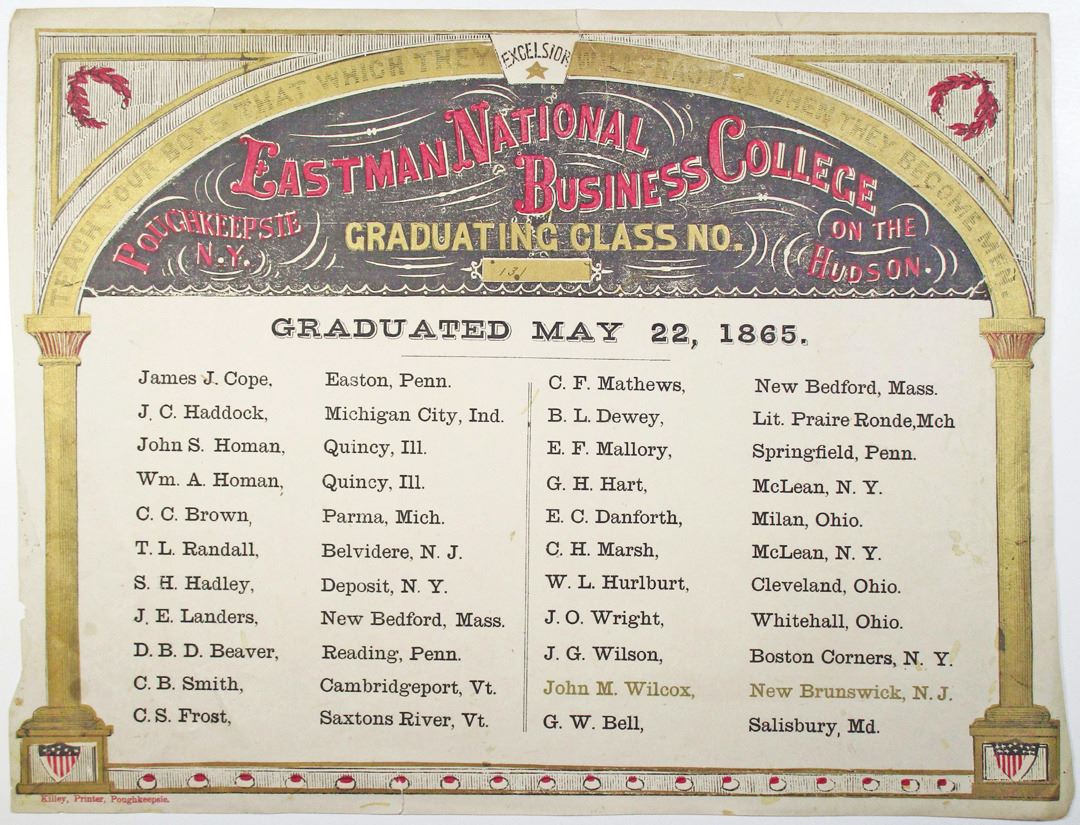 EXCELSIOR
TEACH YOUR BOYS THAT WHICH THEY WILL PRACTICE WHEN THEY BECOME MEN
EASTMAN NATIONAL
BUSINESS COLLEGE
POUGHKEEPSIE
N.Y.
ON THE
HUDSON.
GRADUATING CLASS NO.
GRADUATED MAY 22, 1865.
James J. Cope, Easton, Penn.
J. C. Haddock, Michigan City, Ind.
John S. Homan, Quincy, Ill.
Wm. A. Homan, Quincy, Ill.
C. C. Brown, Parma, Mich.
T. L. Randall, Belvidere, N. J.
S. H. Hadley, Deposit, N. Y.
J. E. Landers, New Bedford, Mass.
D. B. D. Beaver, Reading, Penn.
C. B. Smith, Cambridgeport, Vt.
C. S. Frost, Saxtons River, Vt.
C. F. Mathews, New Bedford, Mass.
B. L. Dewey, Lit. Praire Ronde, Mch
E. F. Mallory, Springfield, Penn.
G. H. Hart, McLean, N. Y.
E. C. Danforth, Milan, Ohio.
C. H. Marsh, McLean, N. Y.
W. L. Hurlburt, Cleveland, Ohio.
J. O. Wright, Whitehall, Ohio.
J. G. Wilson, Boston Corners, N. Y.
John M. Wilcox, New Brunswick, N. J.
G. W. Bell, Salisbury, Md.
Killey, Printer, Poughkeepsie.